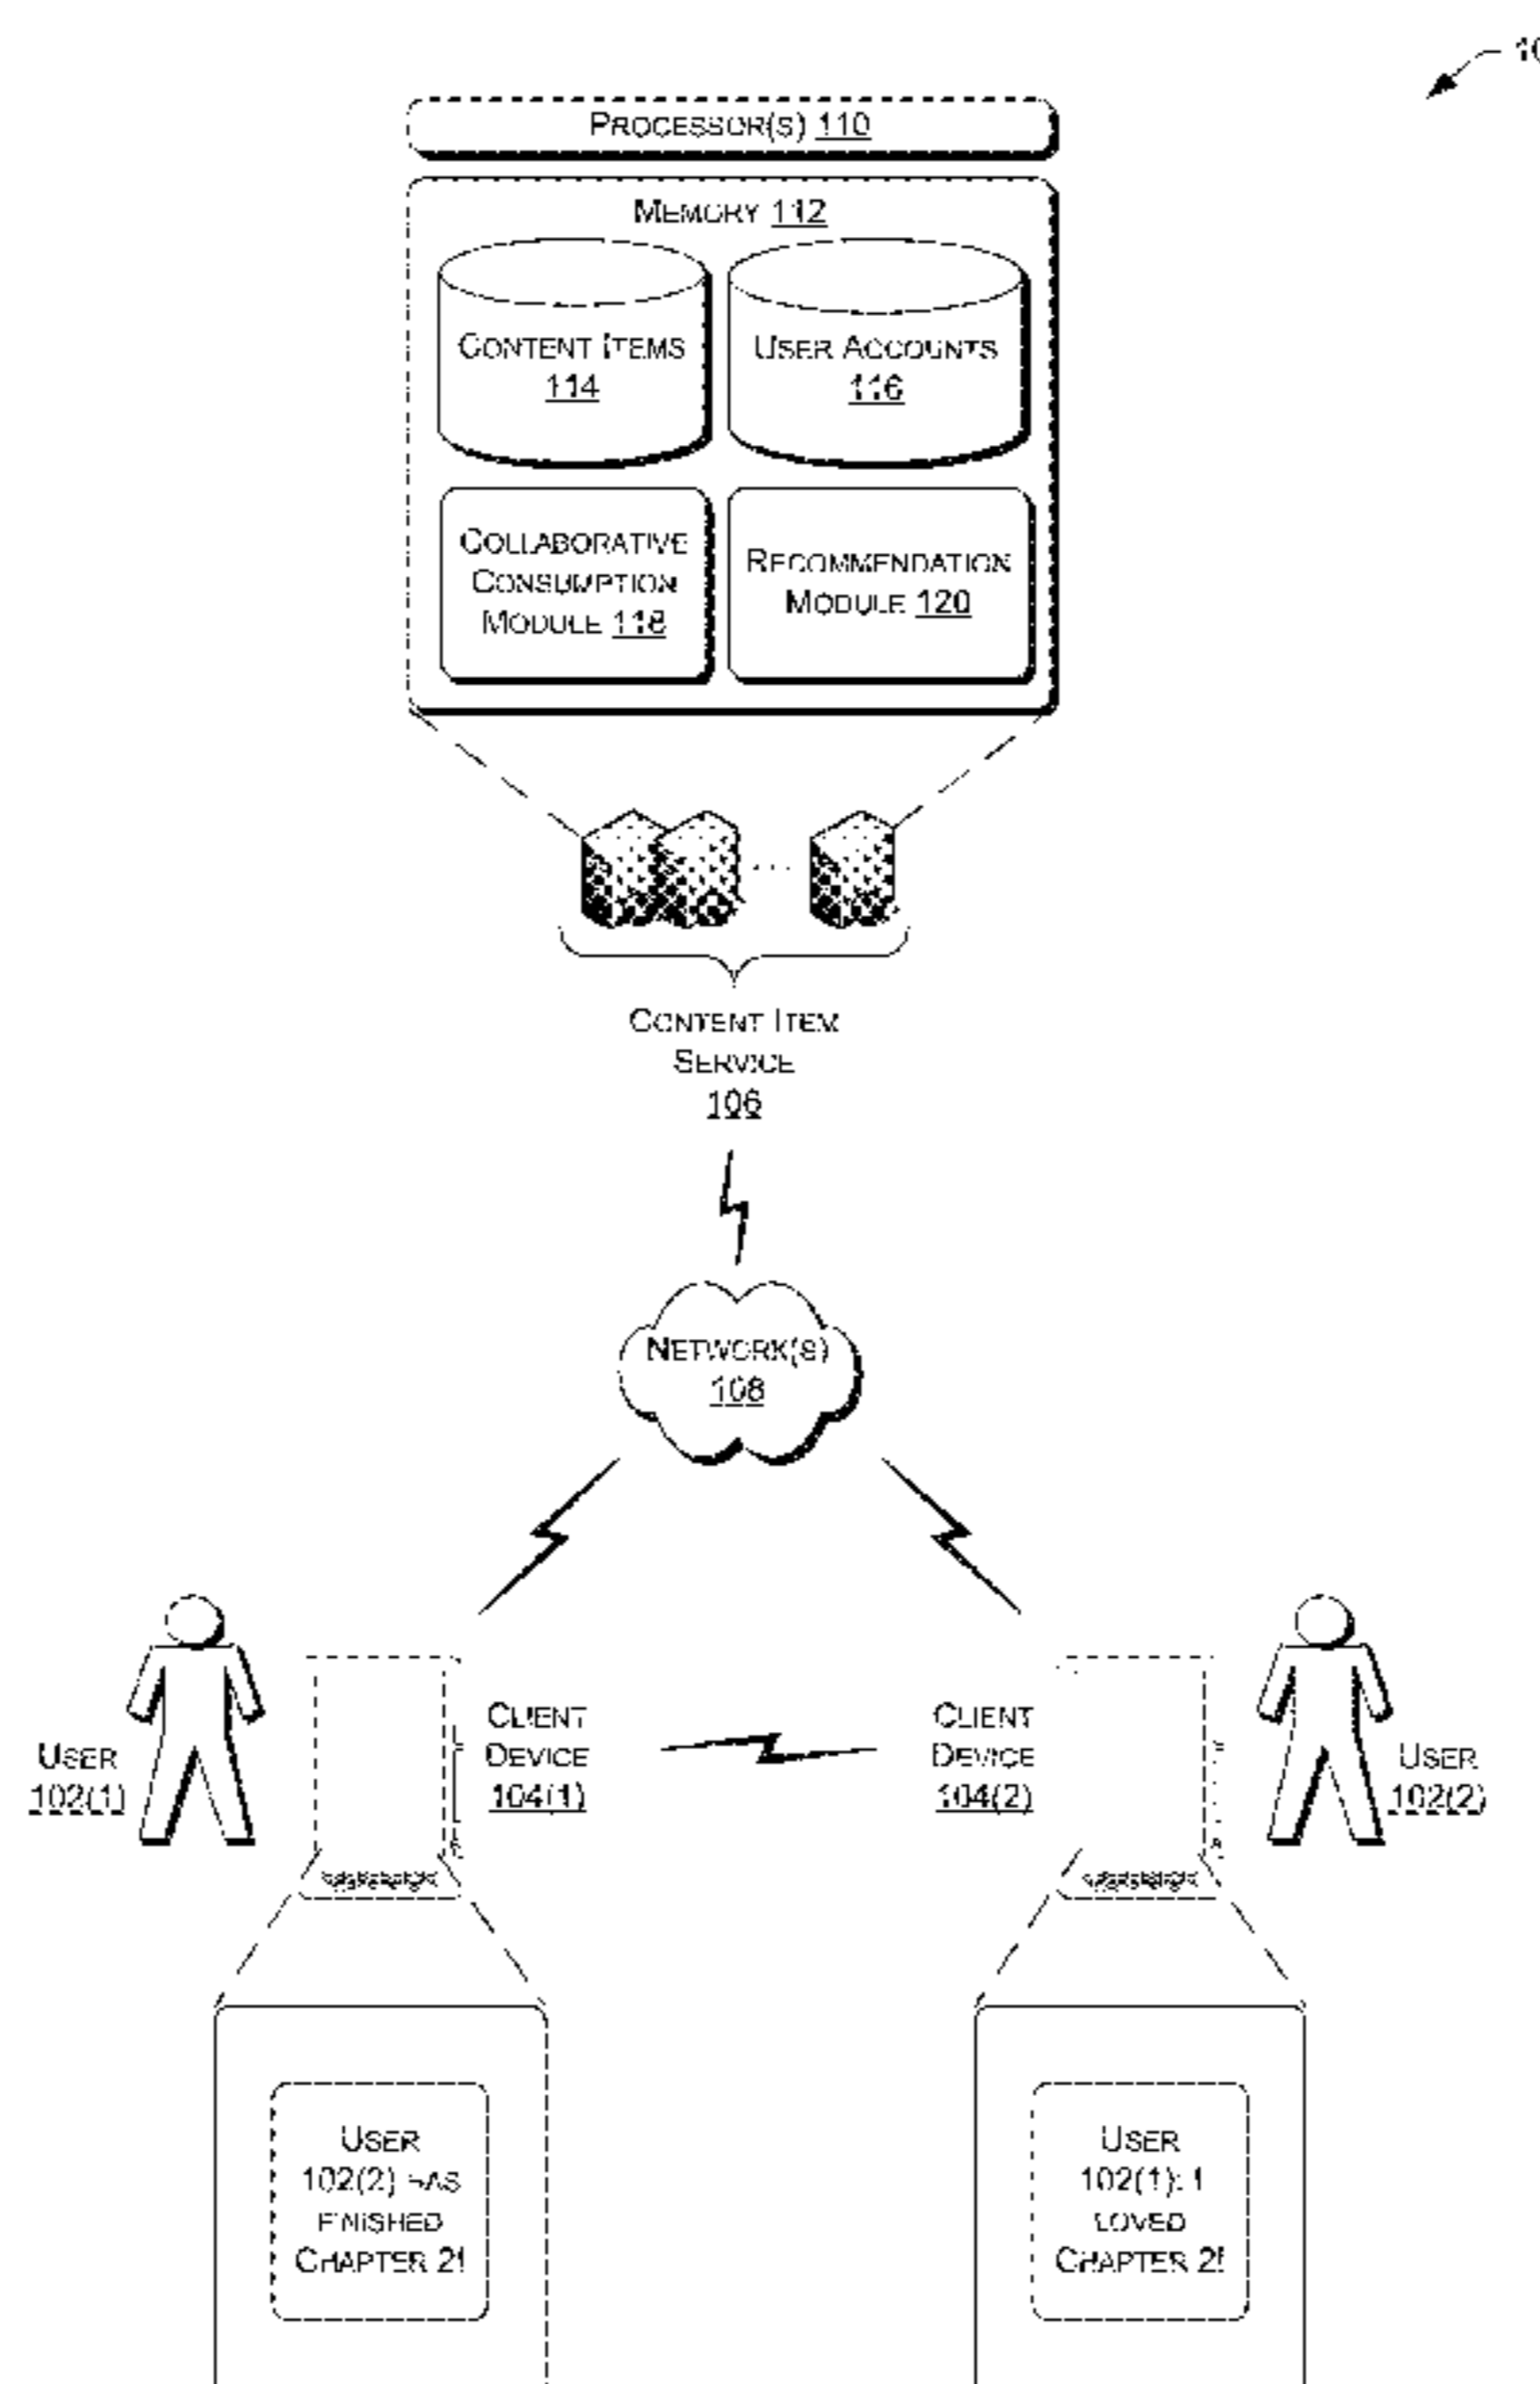 10
PROCESSOR(S) 110
MEMORY 112
CONTENT ITEMS
114
USER ACCOUNTS
116
COLLABORATIVE
CONSUMPTION
MODULE 118
RECOMMENDATION
MODULE 120
CONTENT ITEM
SERVICE
106
NETWORK(S)
108
USER
102(1)
CLIENT
DEVICE
104(1)
CLIENT
DEVICE
104(2)
USER
102(2)
USER
102(2) HAS
FINISHED
CHAPTER 2!
USER
102(1): I
LOVED
CHAPTER 2!